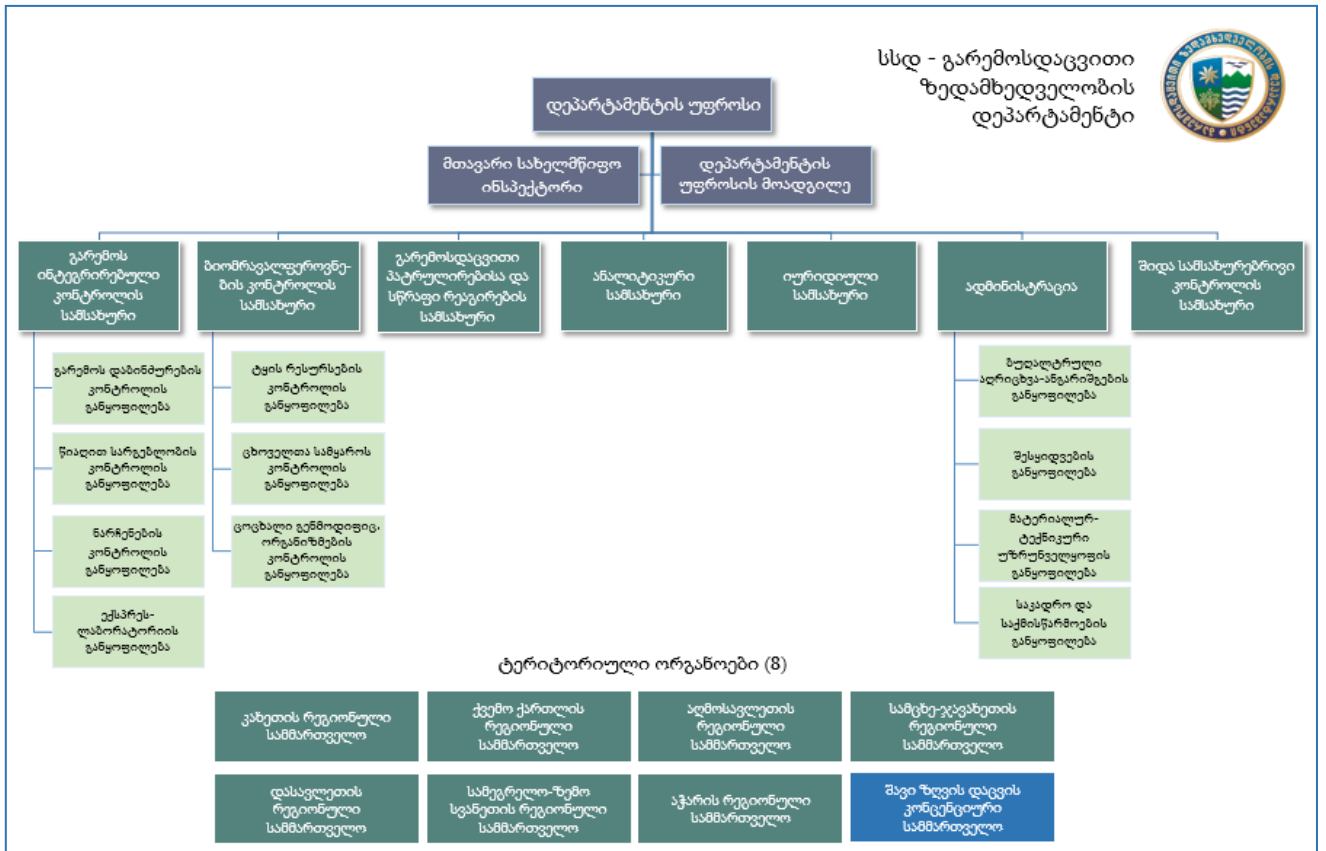 სსდ - გარემოსდაცვითი
ზედამხედველობის
დეპარტამენტი
დეპარტამენტის უფროსი
მთავარი სახელმწიფო
ინსპექტორი
დეპარტამენტის
უფროსის მოადგილე
გარემოს
ინტეგრირებული
კონტროლის
სამსახური
ბიომრავალფეროვნე-
ბის კონტროლის
სამსახური
გარემოსდაცვითი
პატრულირებისა და
სწრაფი რეაგირების
სამსახური
ანალიტიკური
სამსახური
იურიდიული
სამსახური
ადმინისტრაცია
შიდა სამსახურებრივი
კონტროლის
სამსახური
გარემოს დაბინძურების
კონტროლის
განყოფილება
წიაღით სარგებლობის
კონტროლის
განყოფილება
ნარჩენების
კონტროლის
განყოფილება
ექსპრეს-
ლაბორატორიის
განყოფილება
ტყის რესურსების
კონტროლის
განყოფილება
ცხოველთა სამყაროს
კონტროლის
განყოფილება
ცოცხალი გენმოდიფიც.
ორგანიზმების
კონტროლის
განყოფილება
ბუღალტრული
აღრიცხვა-ანგარიშგების
განყოფილება
შესყიდვების
განყოფილება
მატერიალურ-
ტექნიკური
უზრუნველყოფის
განყოფილება
საკადრო და
საქმისწარმოების
განყოფილება
ტერიტორიული ორგანოები (8)
კახეთის რეგიონული
სამმართველო
ქვემო ქართლის
რეგიონული
სამმართველო
აღმოსავლეთის
რეგიონული
სამმართველო
სამცხე-ჯავახეთის
რეგიონული
სამმართველო
დასავლეთის
რეგიონული
სამმართველო
სამეგრელო-ზემო
სვანეთის რეგიონული
სამმართველო
აჭარის რეგიონული
სამმართველო
შავი ზღვის დაცვის
კონვენციური
სამმართველო